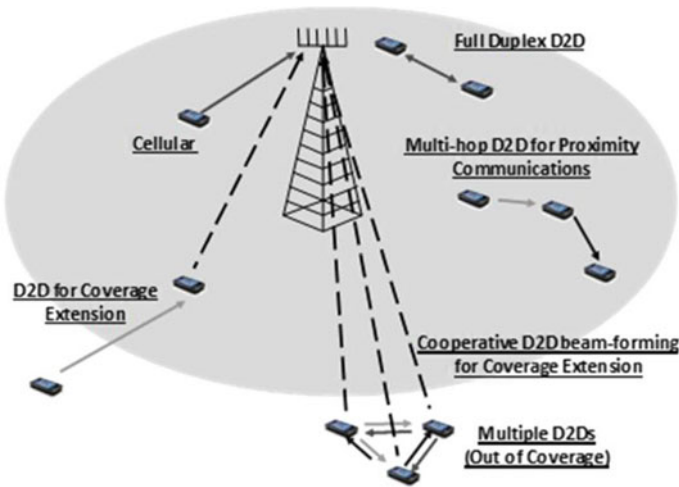 Full Duplex D2D
Cellular
Multi-hop D2D for Proximity
Communications
D2D for Coverage
Extension
Cooperative D2D beam-forming
for Coverage Extension
Multiple D2Ds
(Out of Coverage)